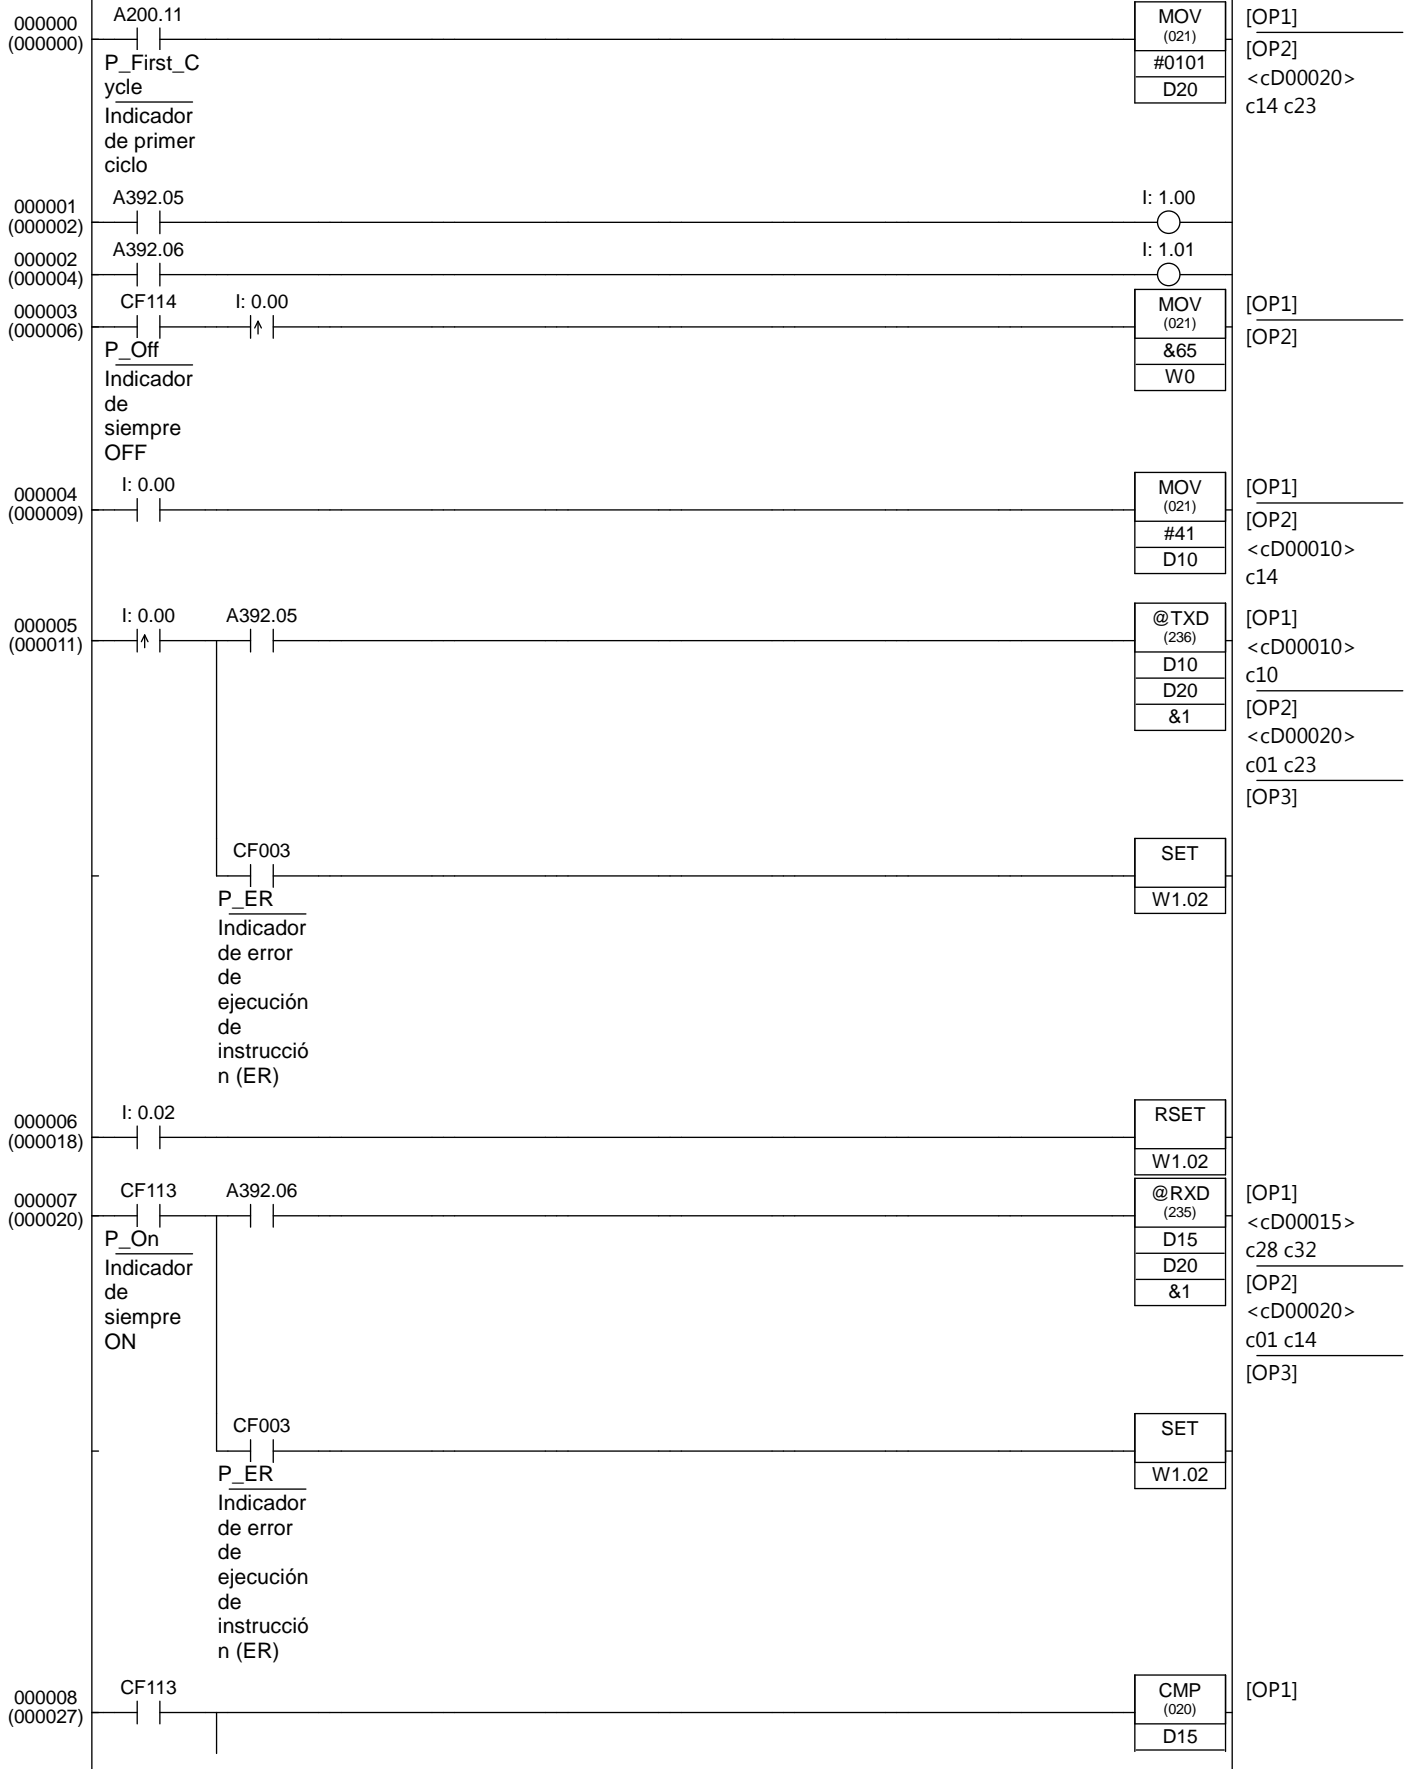 000000
(000000)
A200.11
P_First_C
ycle
Indicador
de primer
ciclo
MOV
(021)
#0101
D20
[OP1]
[OP2]
<cD00020>
c14 c23
000001
(000002)
A392.05
I: 1.00
000002
(000004)
A392.06
I: 1.01
000003
(000006)
CF114
I: 0.00
P_Off
Indicador
de
siempre
OFF
MOV
(021)
&65
W0
[OP1]
[OP2]
000004
(000009)
I: 0.00
MOV
(021)
#41
D10
[OP1]
[OP2]
<cD00010>
c14
000005
(000011)
I: 0.00
A392.05
@TXD
(236)
D10
D20
&1
[OP1]
<cD00010>
c10
[OP2]
<cD00020>
c01 c23
[OP3]
CF003
P_ER
Indicador
de error
de
ejecución
de
instrucció
n (ER)
SET
W1.02
000006
(000018)
I: 0.02
RSET
W1.02
000007
(000020)
CF113
A392.06
P_On
Indicador
de
siempre
ON
@RXD
(235)
D15
D20
&1
[OP1]
<cD00015>
c28 c32
[OP2]
<cD00020>
c01 c14
[OP3]
CF003
P_ER
Indicador
de error
de
ejecución
de
instrucció
n (ER)
SET
W1.02
000008
(000027)
CF113
CMP
(020)
D15
[OP1]